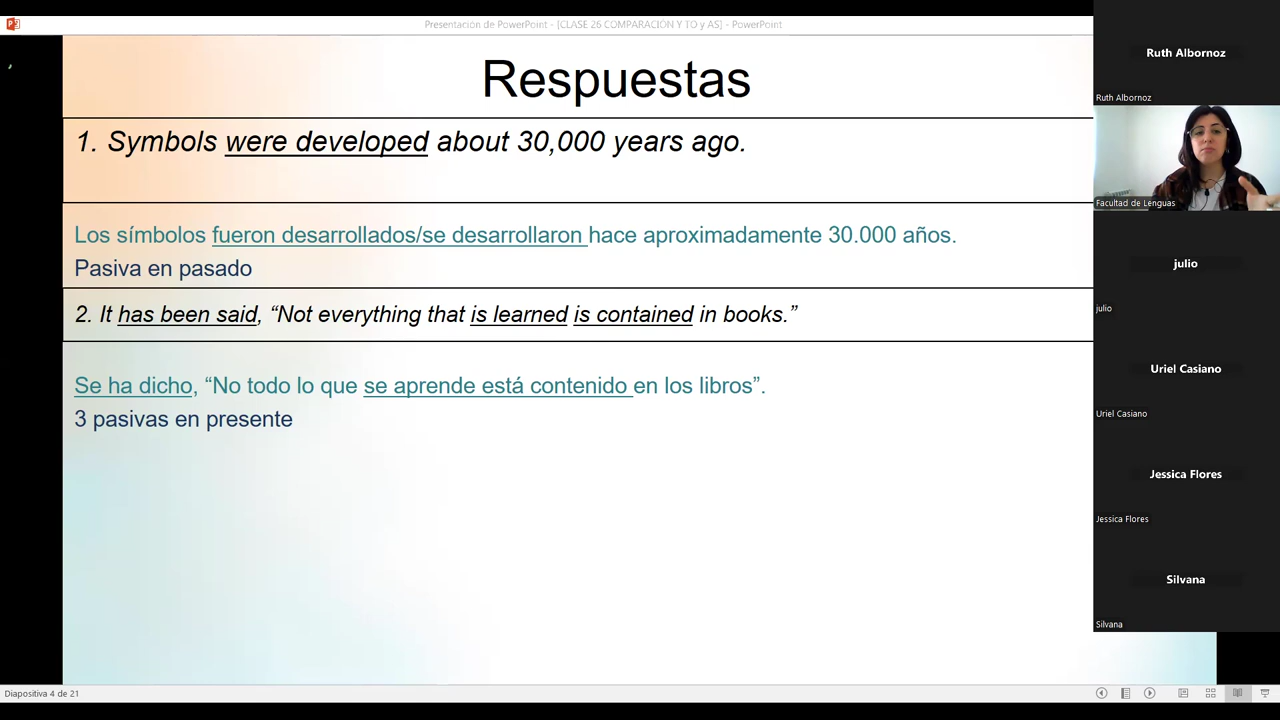 Presentación de PowerPoint - [CLASE 26 COMPARACIÓN Y TO y AS] - PowerPoint
Respuestas
1. Symbols were developed about 30,000 years ago.
Los símbolos fueron desarrollados/se desarrollaron hace aproximadamente 30.000 años.
Pasiva en pasado
2. It has been said, “Not everything that is learned is contained in books.”
Se ha dicho, “No todo lo que se aprende está contenido en los libros”.
3 pasivas en presente
Diapositiva 4 de 21
Ruth Albornoz
Ruth Albornoz
Facultad de Lenguas
julio
julio
Uriel Casiano
Uriel Casiano
Jessica Flores
Jessica Flores
Silvana
Silvana